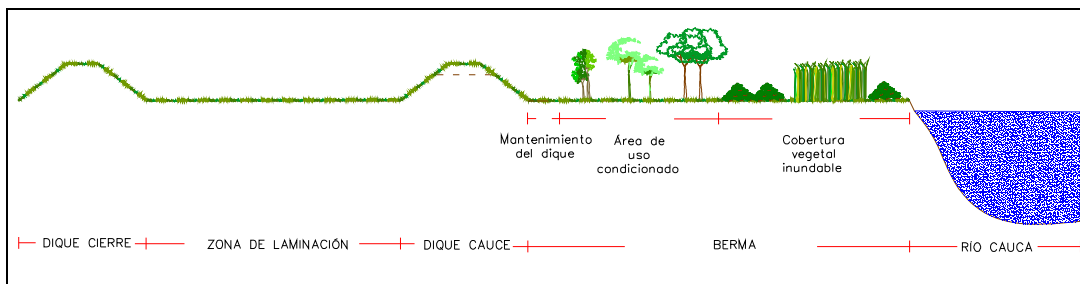 Mantenimiento
del dique
Área de
uso
condicionado
Cobertura
vegetal
inundable
DIQUE CIERRE
ZONA DE LAMINACIÓN
DIQUE CAUCE
BERMA
RÍO CAUCA